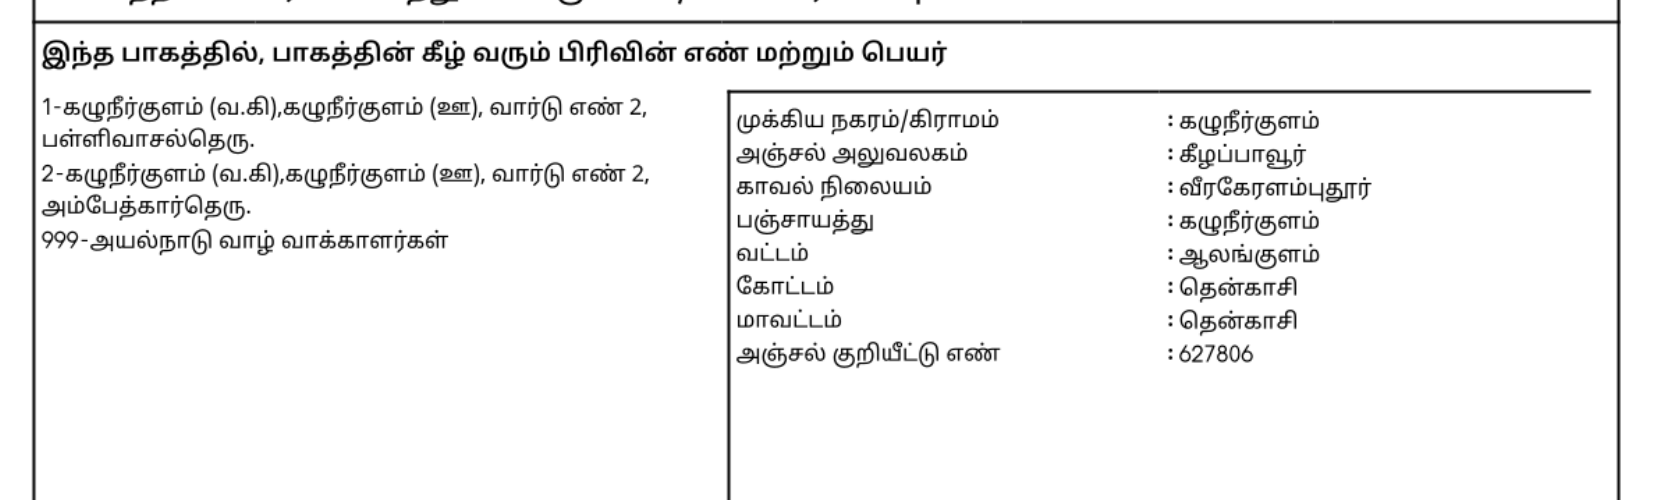 இந்த பாகத்தில், பாகத்தின் கீழ் வரும் பிரிவின் எண் மற்றும் பெயர்
1-கழுநீர்குளம் (வ.கி),கழுநீர்குளம் (ஊ), வார்டு எண் 2,
பள்ளிவாசல்தெரு.
2-கழுநீர்குளம் (வ.கி),கழுநீர்குளம் (ஊ), வார்டு எண் 2,
அம்பேத்கார்தெரு.
999-அயல்நாடு வாழ் வாக்காளர்கள்
முக்கிய நகரம்/கிராமம் : கழுநீர்குளம்
அஞ்சல் அலுவலகம் : கீழப்பாவூர்
காவல் நிலையம் : வீரகேரளம்புதூர்
பஞ்சாயத்து : கழுநீர்குளம்
வட்டம் : ஆலங்குளம்
கோட்டம் : தென்காசி
மாவட்டம் : தென்காசி
அஞ்சல் குறியீட்டு எண் : 627806